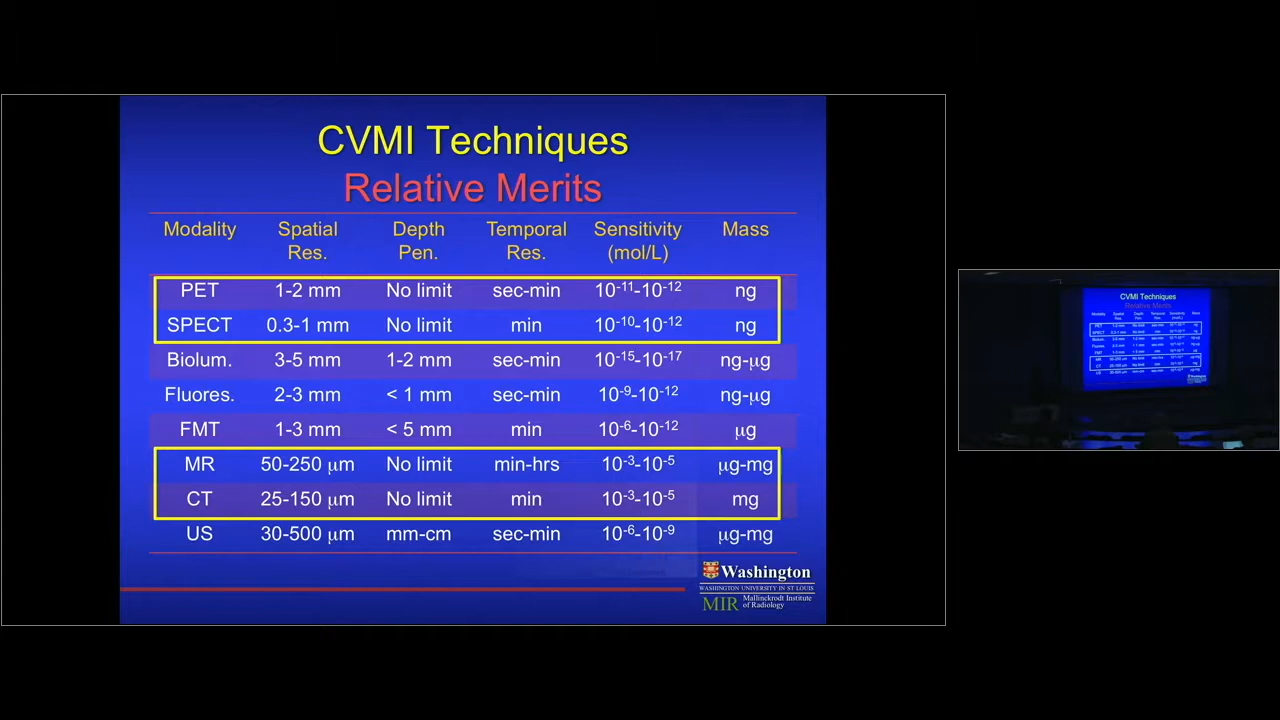 CVMI Techniques
Relative Merits
Modality Spatial Res. Depth Pen. Temporal Res. Sensitivity (mol/L) Mass
PET 1-2 mm No limit sec-min 10-11-10-12 ng
SPECT 0.3-1 mm No limit min 10-10-10-12 ng
Biolum. 3-5 mm 1-2 mm sec-min 10-15-10-17 ng-μg
Fluores. 2-3 mm < 1 mm sec-min 10-9-10-12 ng-μg
FMT 1-3 mm < 5 mm min 10-6-10-12 μg
MR 50-250 μm No limit min-hrs 10-3-10-5 μg-mg
CT 25-150 μm No limit min 10-3-10-5 mg
US 30-500 μm mm-cm sec-min 10-6-10-9 μg-mg
Washington
WASHINGTON UNIVERSITY IN ST LOUIS
MIR Mallinckrodt Institute of Radiology
CVMI Techniques
Relative Merits